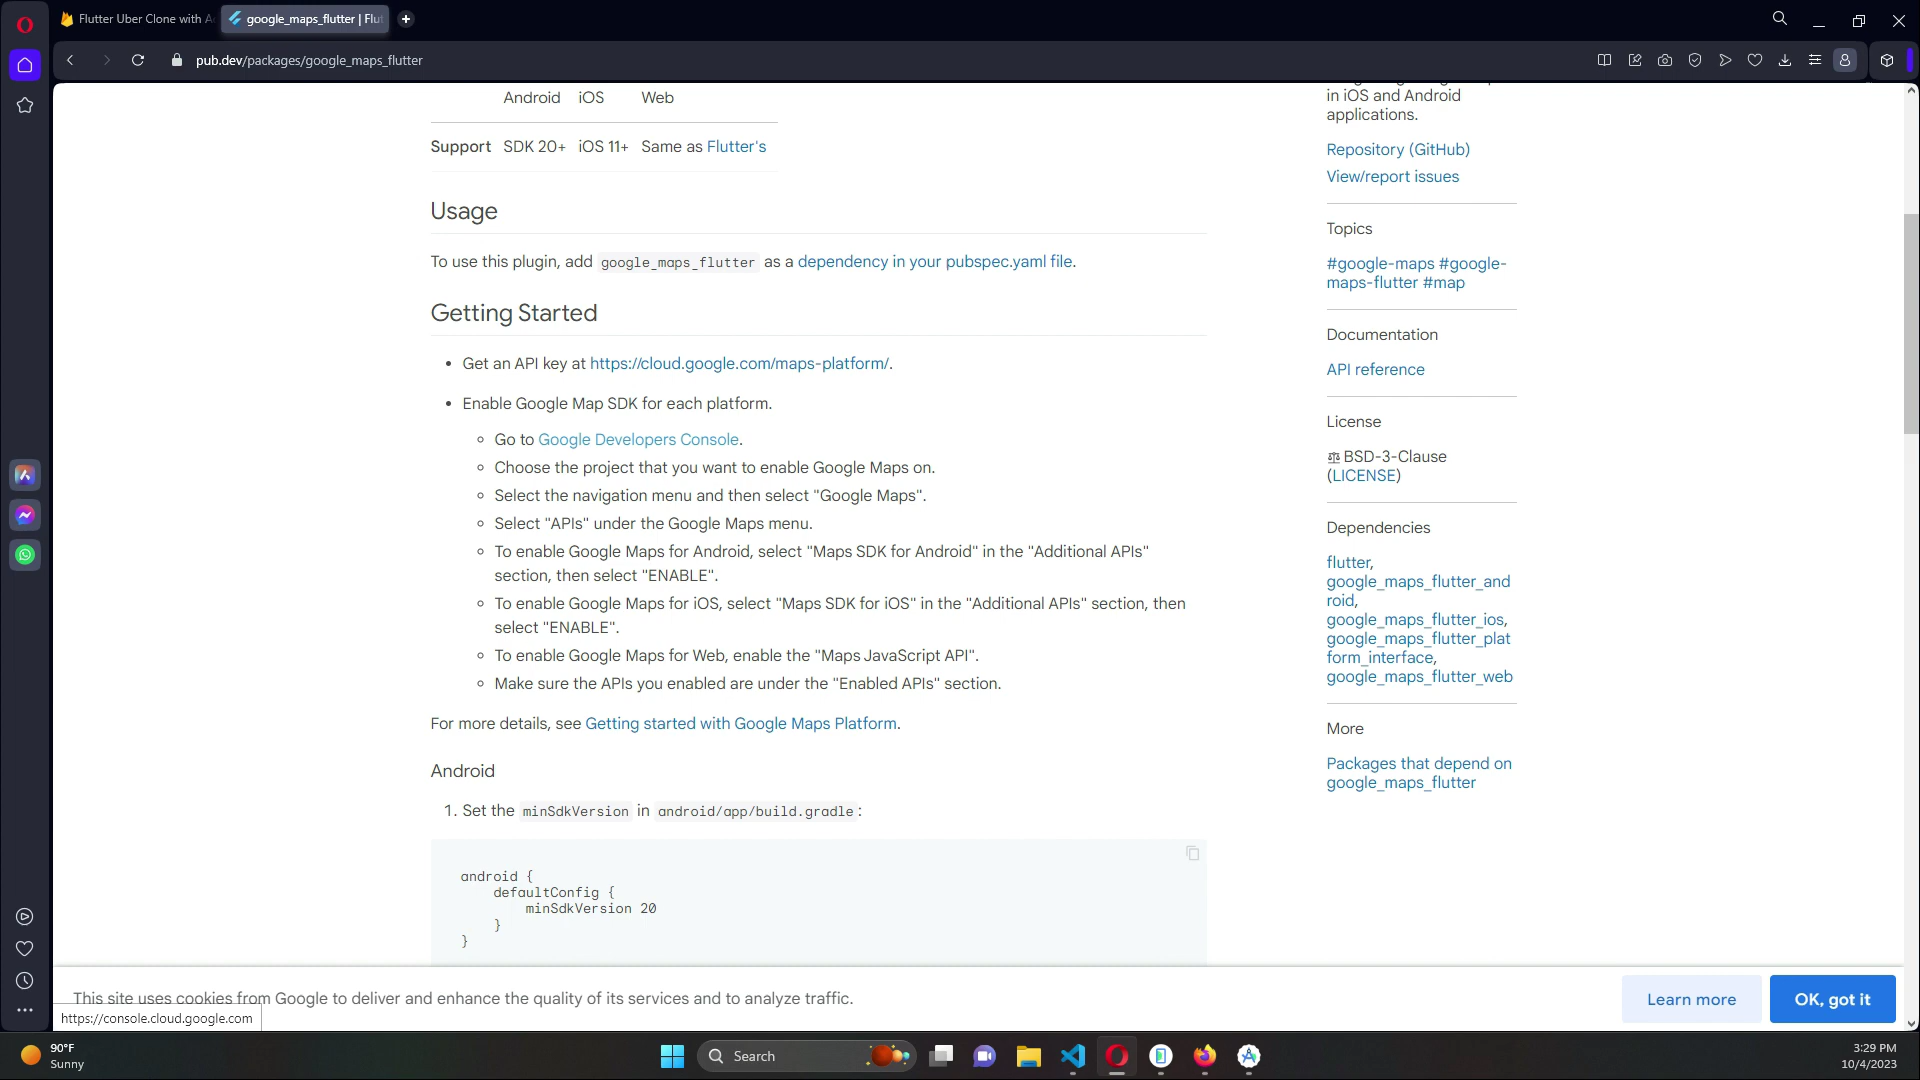 Flutter Uber Clone with A
google_maps_flutter | Flut
pub.dev/packages/google_maps_flutter
Android iOS Web
Support SDK 20+ iOS 11+ Same as Flutter's
Usage
To use this plugin, add google_maps_flutter as a dependency in your pubspec.yaml file.
Getting Started
• Get an API key at https://cloud.google.com/maps-platform/.
• Enable Google Map SDK for each platform.
◦ Go to Google Developers Console.
◦ Choose the project that you want to enable Google Maps on.
◦ Select the navigation menu and then select "Google Maps".
◦ Select "APIs" under the Google Maps menu.
◦ To enable Google Maps for Android, select "Maps SDK for Android" in the "Additional APIs"
section, then select "ENABLE".
◦ To enable Google Maps for iOS, select "Maps SDK for iOS" in the "Additional APIs" section, then
select "ENABLE".
◦ To enable Google Maps for Web, enable the "Maps JavaScript API".
◦ Make sure the APIs you enabled are under the "Enabled APIs" section.
For more details, see Getting started with Google Maps Platform.
Android
1. Set the minSdkVersion in android/app/build.gradle:
android {
defaultConfig {
minSdkVersion 20
}
}
in iOS and Android
applications.
Repository (GitHub)
View/report issues
Topics
#google-maps #google-
maps-flutter #map
Documentation
API reference
License
BSD-3-Clause
(LICENSE)
Dependencies
flutter,
google_maps_flutter_and
roid,
google_maps_flutter_ios,
google_maps_flutter_plat
form_interface,
google_maps_flutter_web
More
Packages that depend on
google_maps_flutter
This site uses cookies from Google to deliver and enhance the quality of its services and to analyze traffic.
Learn more
OK, got it
https://console.cloud.google.com
90°F
Sunny
Search
3:29 PM
10/4/2023